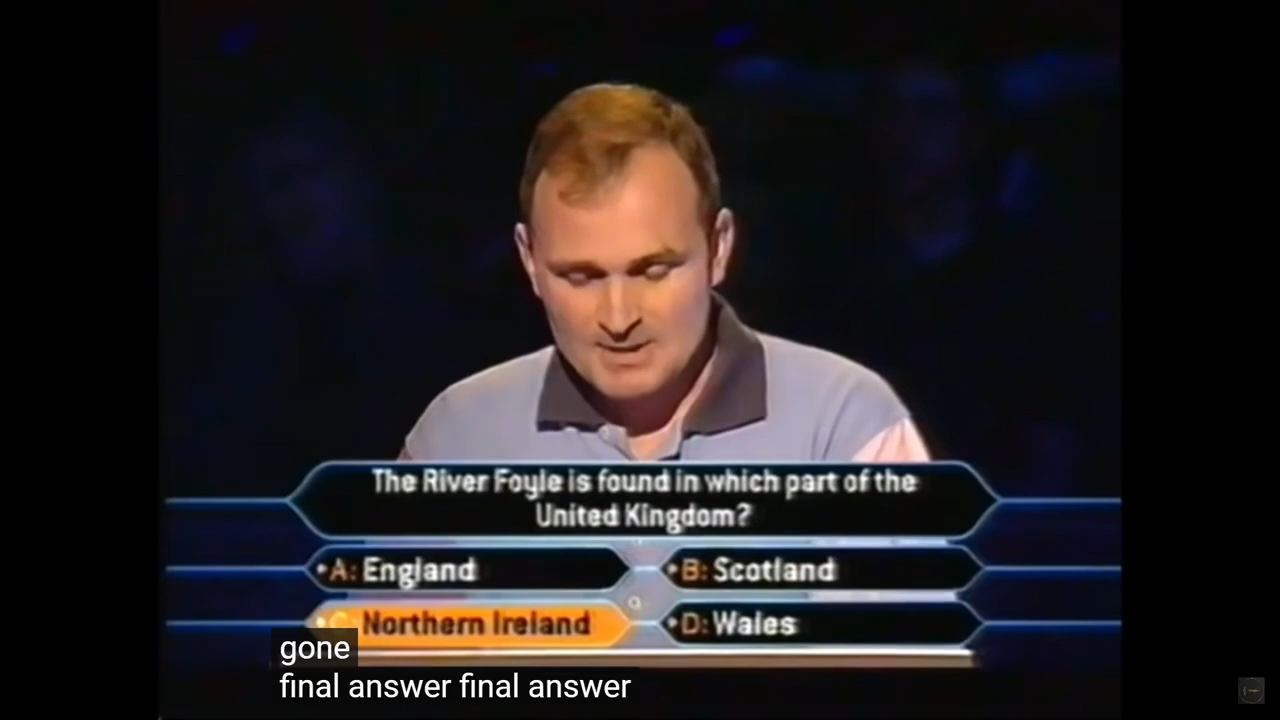 The River Foyle is found in which part of the
United Kingdom?
A: England
B: Scotland
C: Northern Ireland
D: Wales
gone
final answer final answer